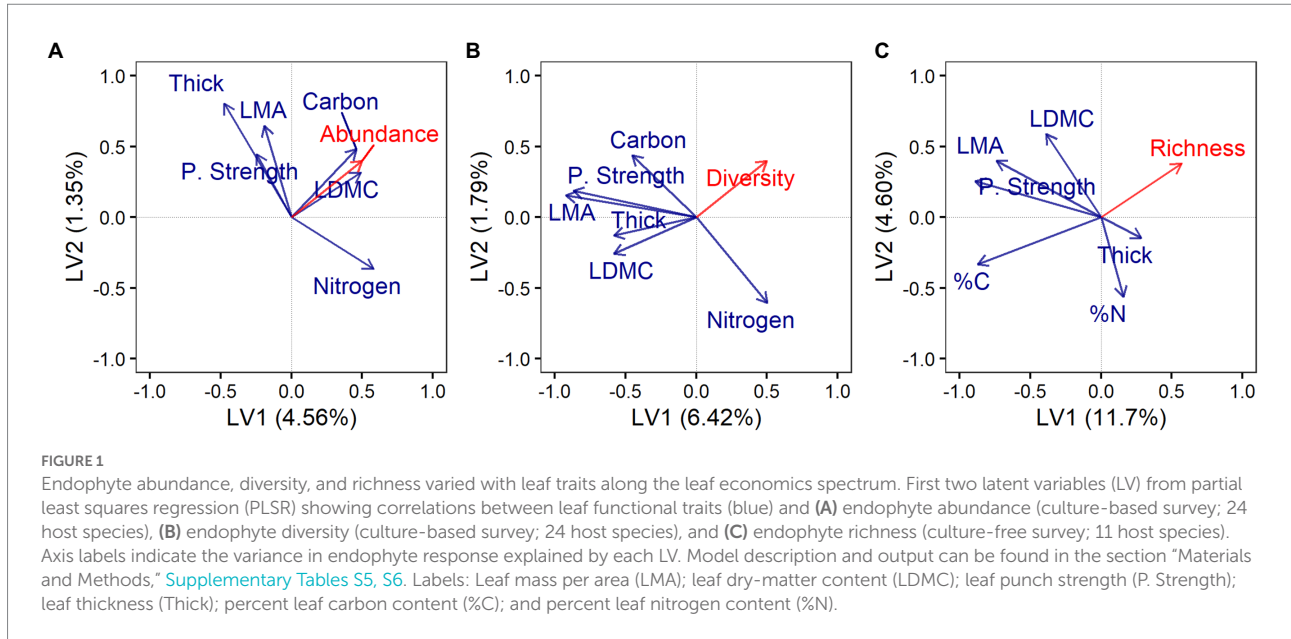 A
B
C
1.0
0.5
0.0
-0.5
-1.0
LV2 (1.35%)
Thick
LMA
Carbon
Abundance
P. Strength
LDMC
Nitrogen
-1.0 -0.5 0.0 0.5 1.0
LV1 (4.56%)
1.0
0.5
0.0
-0.5
-1.0
LV2 (1.79%)
Carbon
P. Strength
Diversity
LMA
Thick
LDMC
Nitrogen
-1.0 -0.5 0.0 0.5 1.0
LV1 (6.42%)
1.0
0.5
0.0
-0.5
-1.0
LV2 (4.60%)
LDMC
LMA
Richness
P. Strength
Thick
%C
%N
-1.0 -0.5 0.0 0.5 1.0
LV1 (11.7%)
FIGURE 1
Endophyte abundance, diversity, and richness varied with leaf traits along the leaf economics spectrum. First two latent variables (LV) from partial
least squares regression (PLSR) showing correlations between leaf functional traits (blue) and (A) endophyte abundance (culture-based survey; 24
host species), (B) endophyte diversity (culture-based survey; 24 host species), and (C) endophyte richness (culture-free survey; 11 host species).
Axis labels indicate the variance in endophyte response explained by each LV. Model description and output can be found in the section “Materials
and Methods,” Supplementary Tables S5, S6. Labels: Leaf mass per area (LMA); leaf dry-matter content (LDMC); leaf punch strength (P. Strength);
leaf thickness (Thick); percent leaf carbon content (%C); and percent leaf nitrogen content (%N).